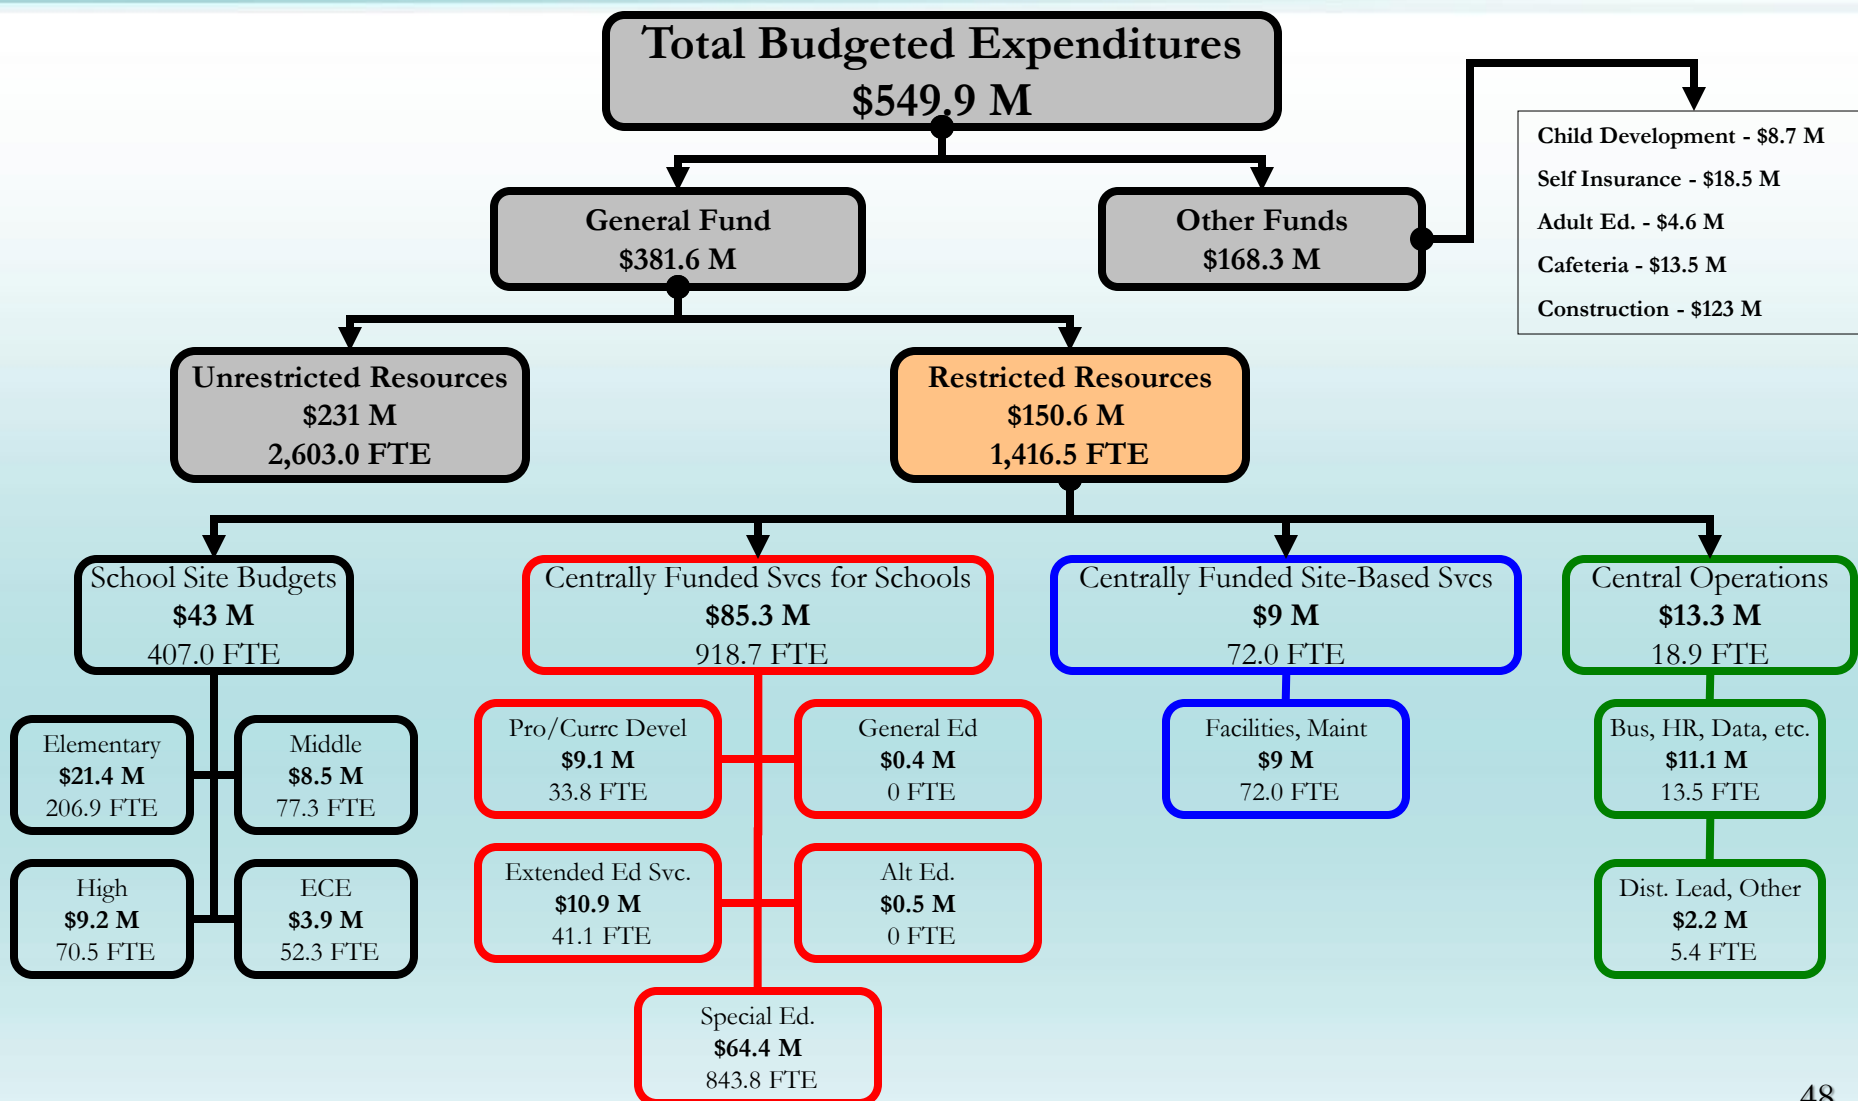 Total Budgeted Expenditures
$549.9 M
Child Development - $8.7 M
Self Insurance - $18.5 M
Adult Ed. - $4.6 M
Cafeteria - $13.5 M
Construction - $123 M
General Fund
$381.6 M
Other Funds
$168.3 M
Unrestricted Resources
$231 M
2,603.0 FTE
Restricted Resources
$150.6 M
1,416.5 FTE
School Site Budgets
$43 M
407.0 FTE
Centrally Funded Svcs for Schools
$85.3 M
918.7 FTE
Centrally Funded Site-Based Svcs
$9 M
72.0 FTE
Central Operations
$13.3 M
18.9 FTE
Elementary
$21.4 M
206.9 FTE
Middle
$8.5 M
77.3 FTE
High
$9.2 M
70.5 FTE
ECE
$3.9 M
52.3 FTE
Pro/Currc Devel
$9.1 M
33.8 FTE
General Ed
$0.4 M
0 FTE
Extended Ed Svc.
$10.9 M
41.1 FTE
Alt Ed.
$0.5 M
0 FTE
Special Ed.
$64.4 M
843.8 FTE
Facilities, Maint
$9 M
72.0 FTE
Bus, HR, Data, etc.
$11.1 M
13.5 FTE
Dist. Lead, Other
$2.2 M
5.4 FTE
48